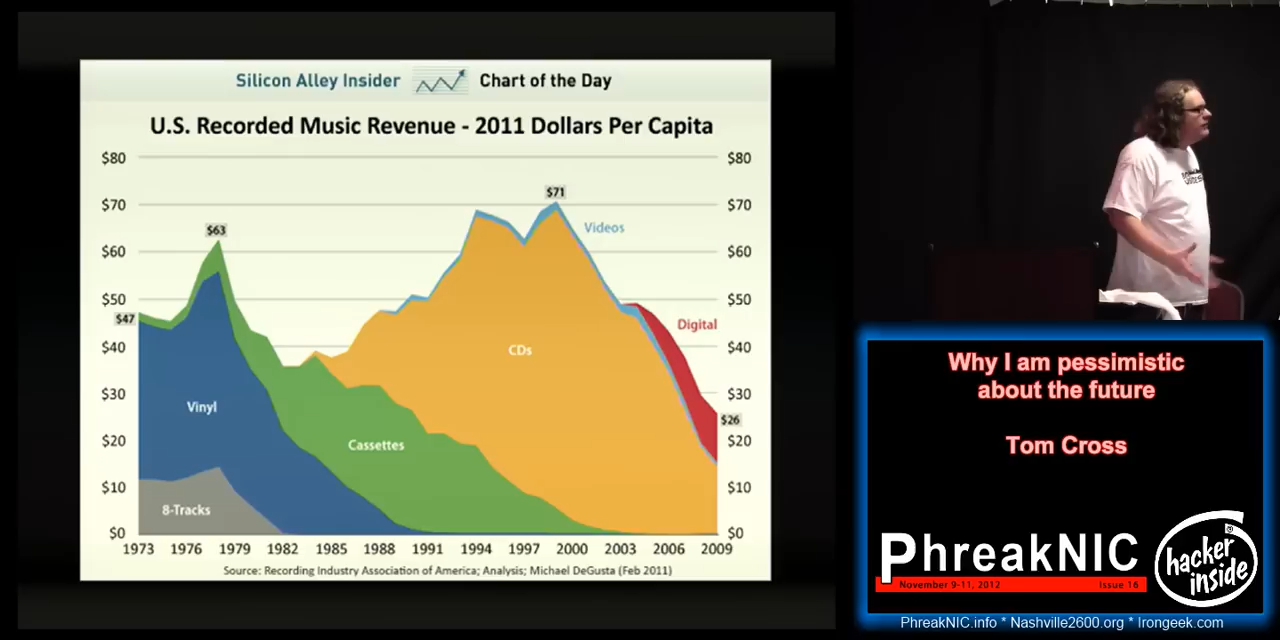 Silicon Alley Insider Chart of the Day
U.S. Recorded Music Revenue - 2011 Dollars Per Capita
$80 $80
$70 $71 $70
Videos
$63
$60 $60
$50 $50
$47
Digital
$40 $40
CDs
$30 $30
Vinyl
$26
$20 $20
Cassettes
$10 $10
8-Tracks
$0 $0
1973 1976 1979 1982 1985 1988 1991 1994 1997 2000 2003 2006 2009
Source: Recording Industry Association of America; Analysis; Michael DeGusta (Feb 2011)
Why I am pessimistic
about the future
Tom Cross
PhreakNIC
November 9-11, 2012 Issue 16
hacker
inside
PhreakNIC.info * Nashville2600.org * Irongeek.com